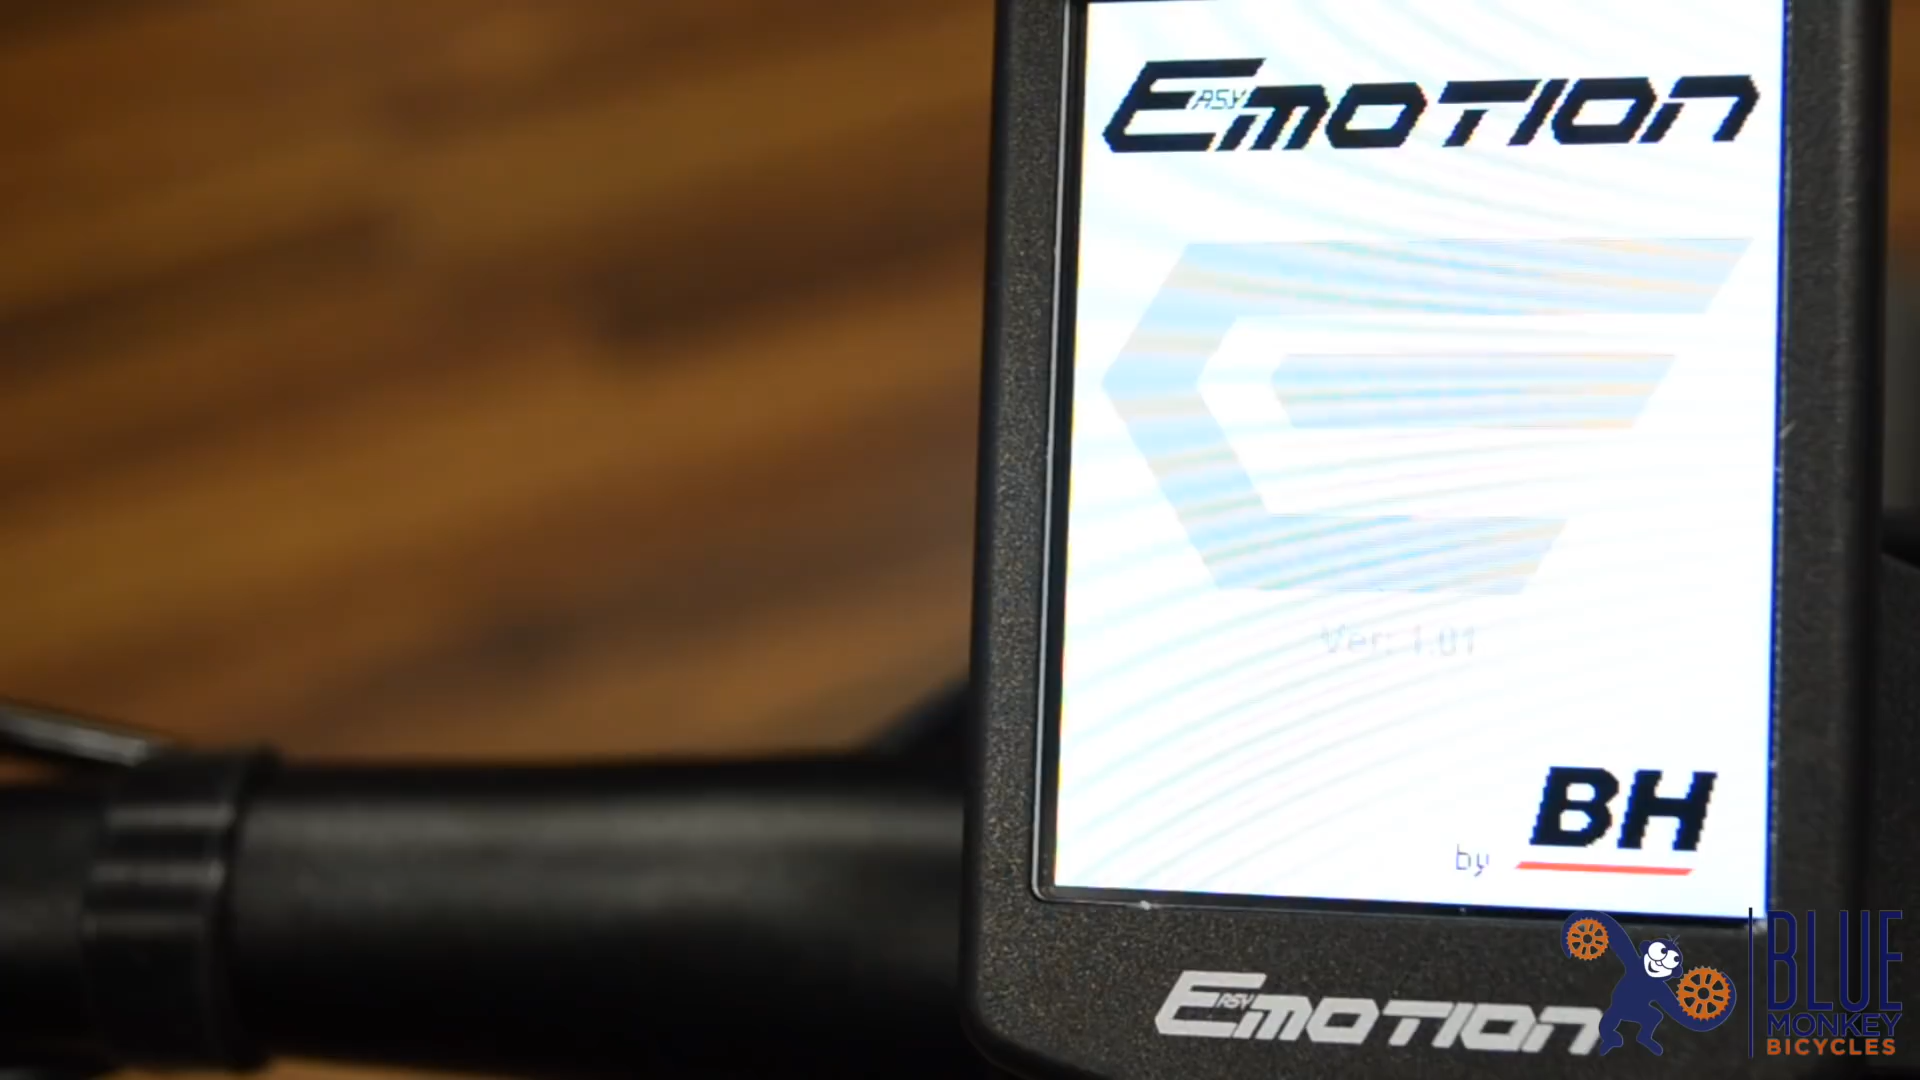 EASY EMOTION
Ver: 1.01
by BH
EASY EMOTION
BLUE
MONKEY
BICYCLES